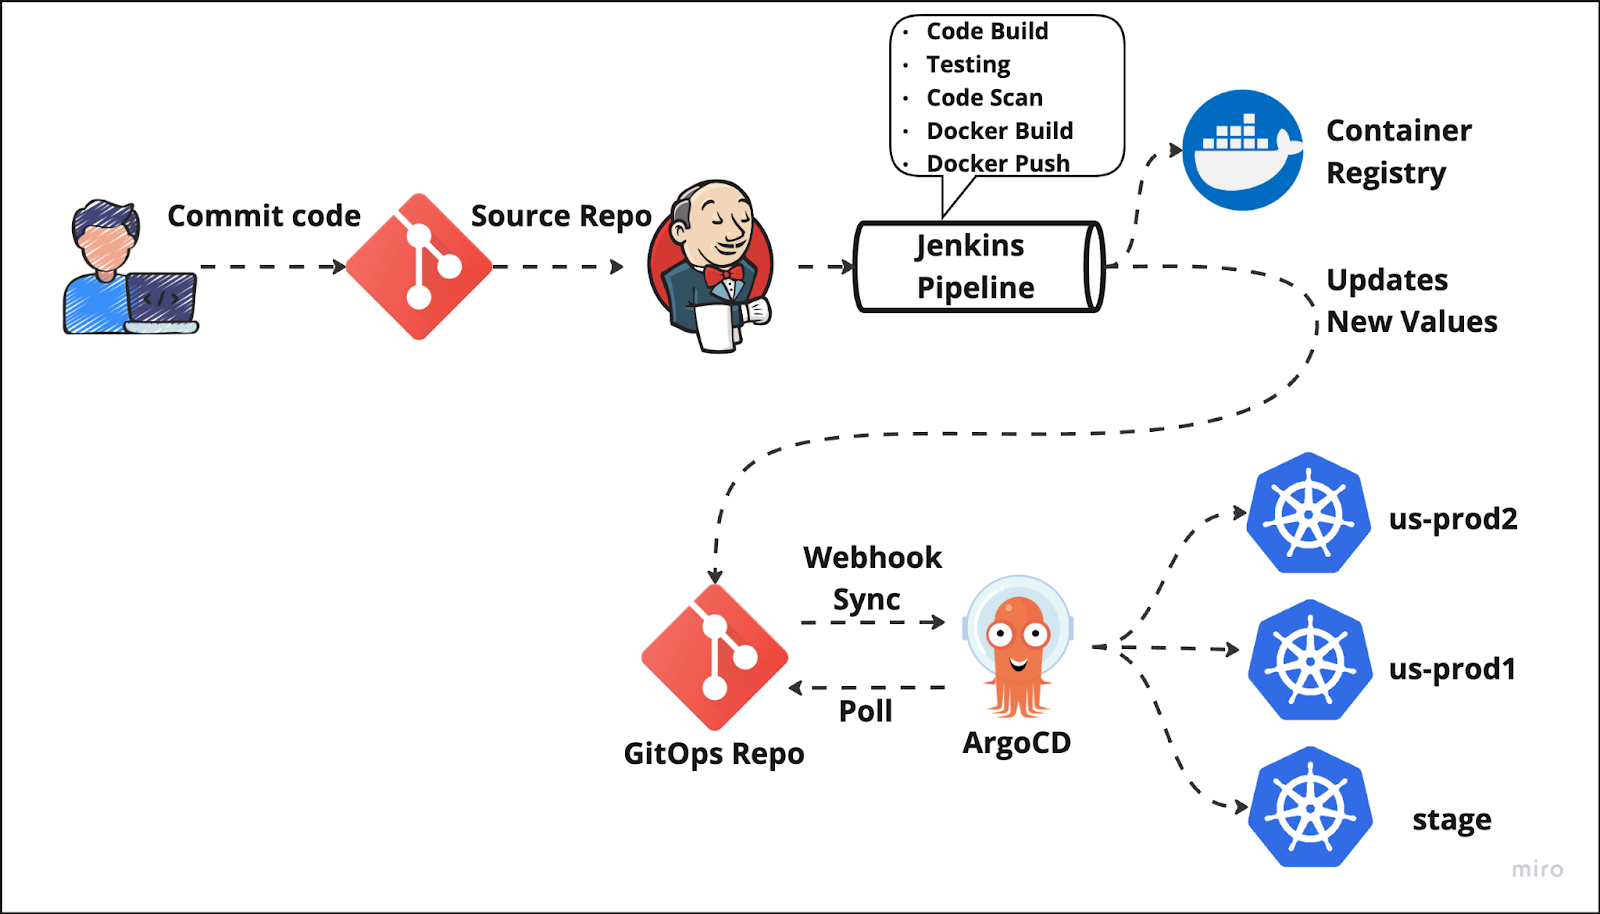 Code Build
Testing
Code Scan
Docker Build
Docker Push
Container
Registry
Commit code
Source Repo
</>
Jenkins
Pipeline
Updates
New Values
us-prod2
Webhook
Sync
us-prod1
Poll
GitOps Repo
ArgoCD
stage
miro